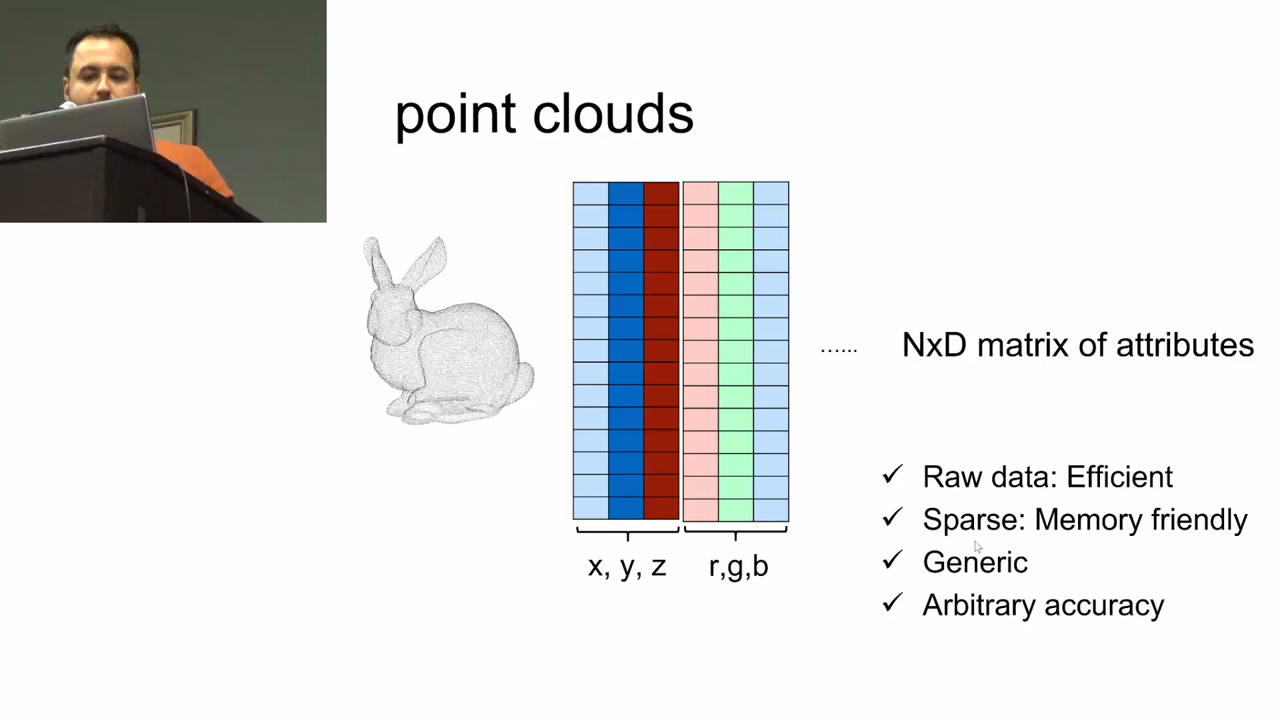 point clouds
...... NxD matrix of attributes
✓ Raw data: Efficient
✓ Sparse: Memory friendly
✓ Generic
✓ Arbitrary accuracy
x, y, z
r,g,b